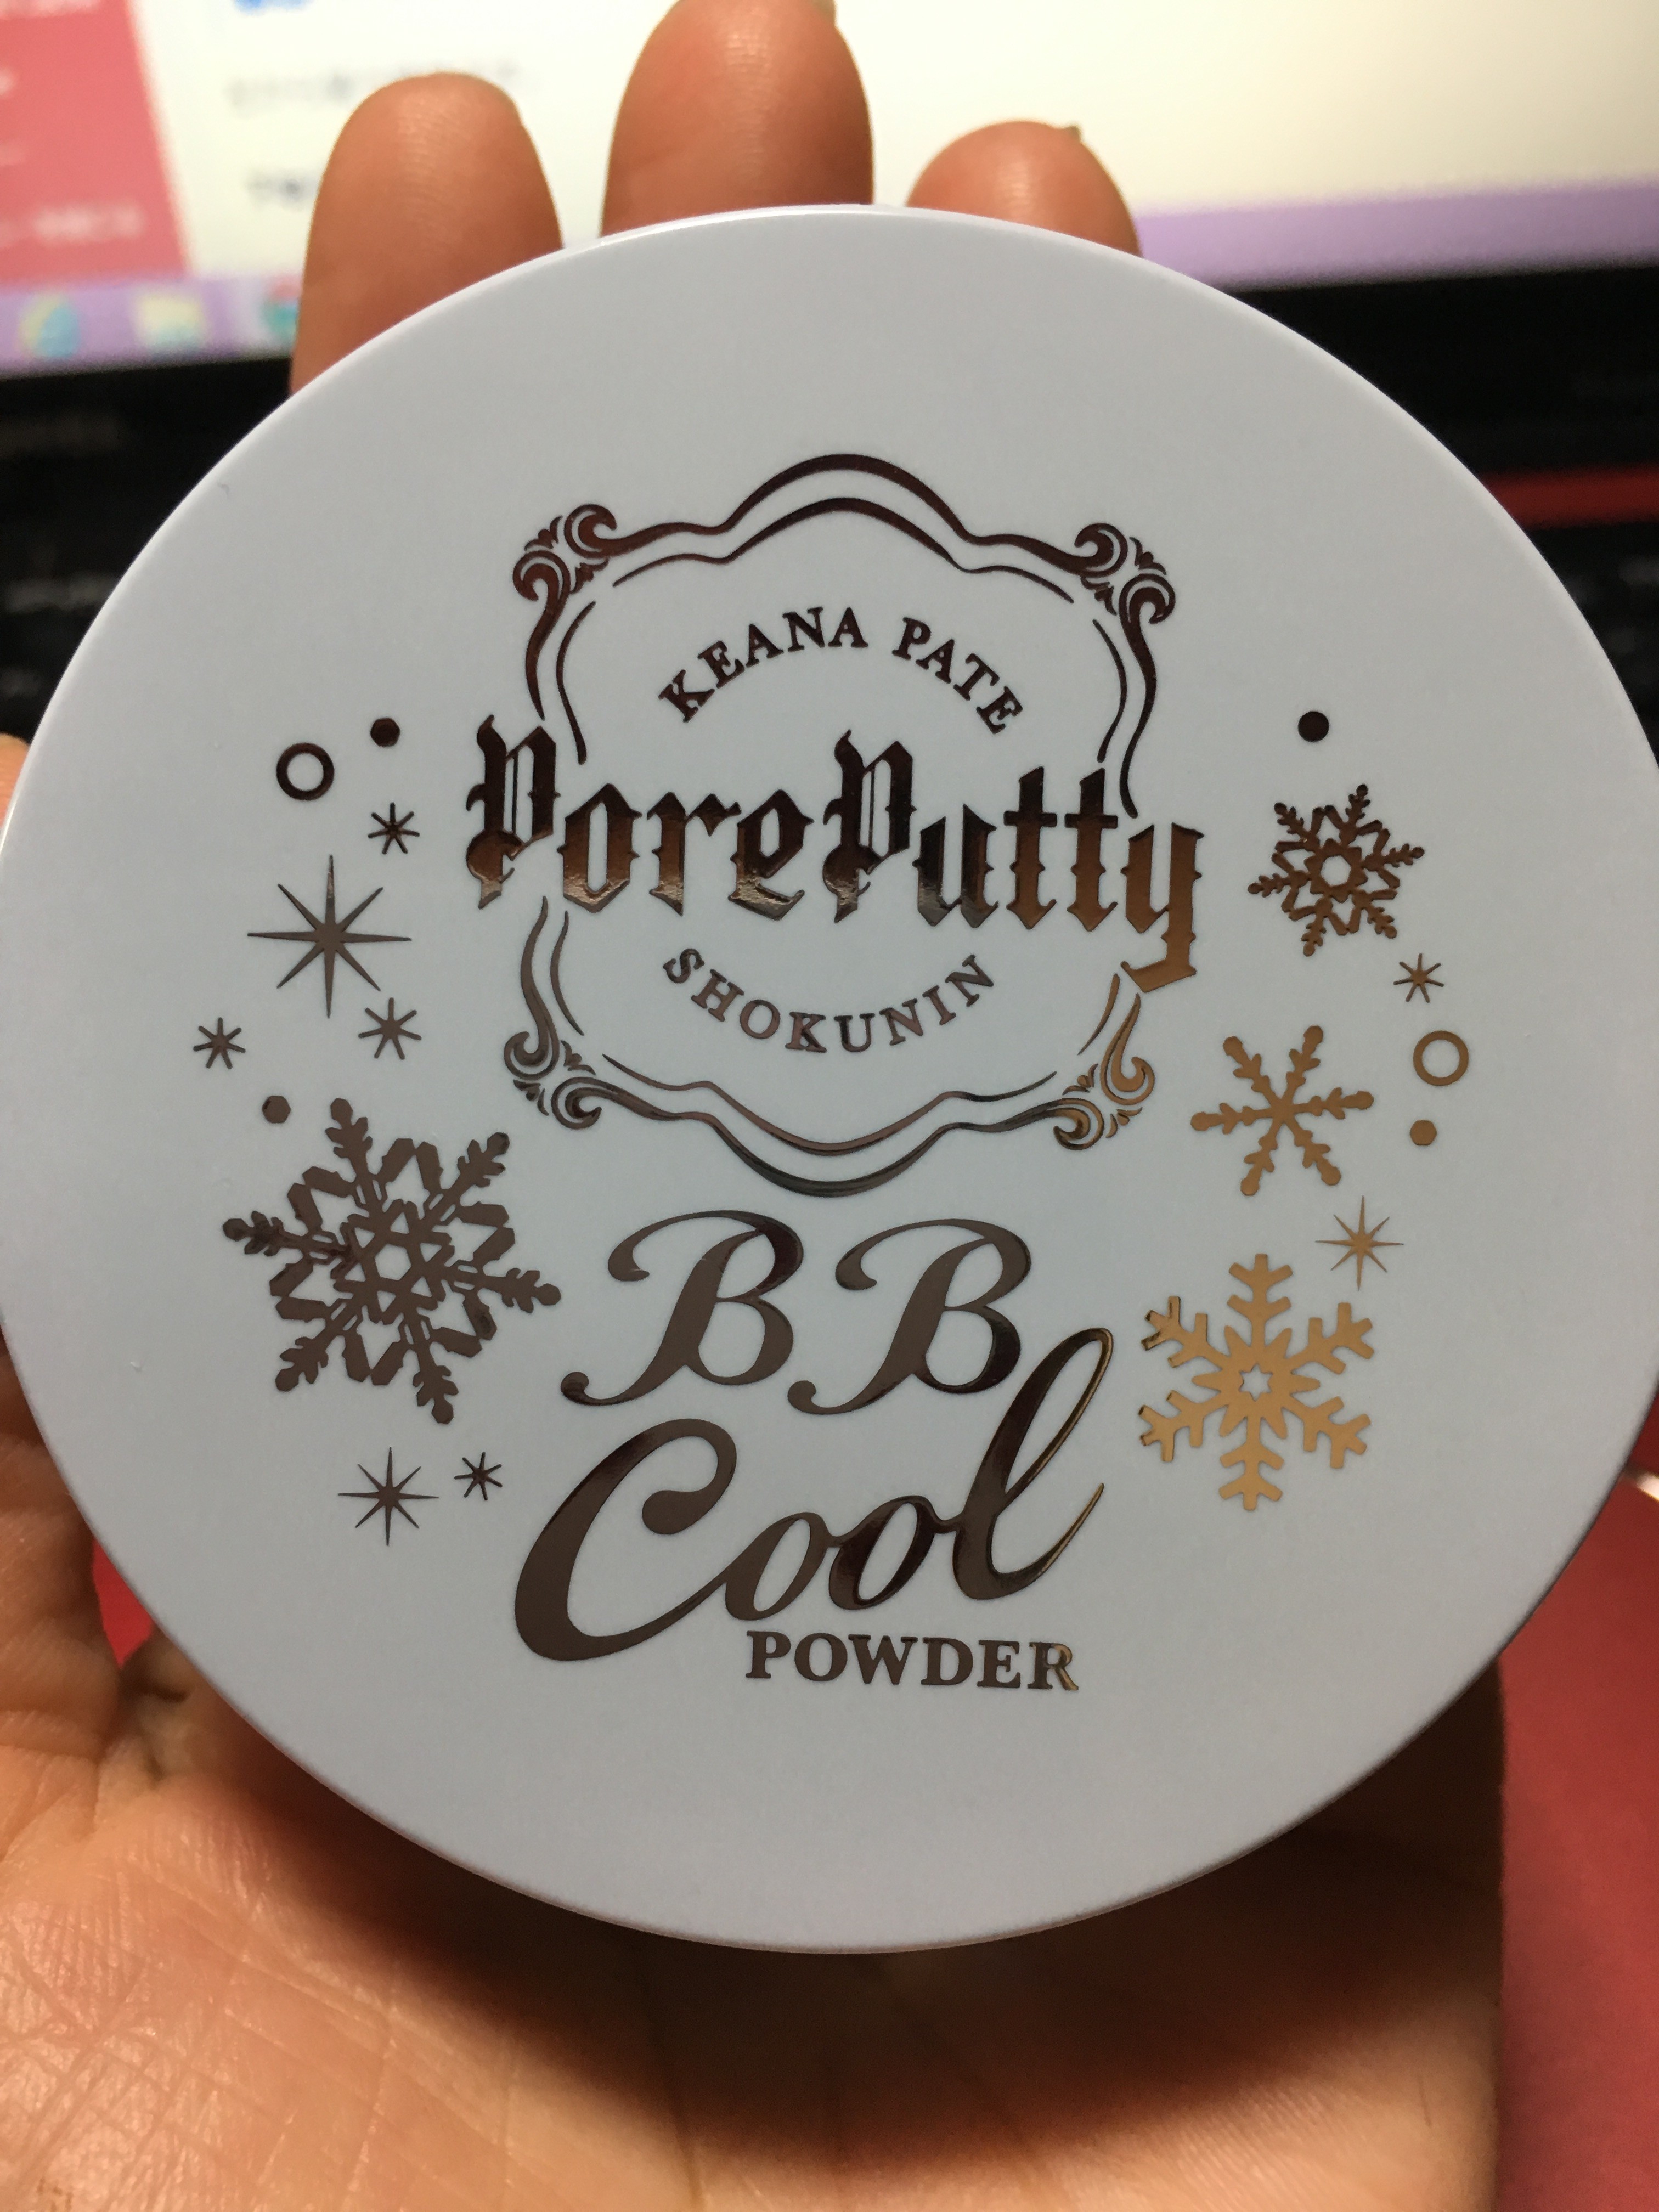 KEANA PATE
PorePutty
SHOKUNIN
BB
Cool
POWDER